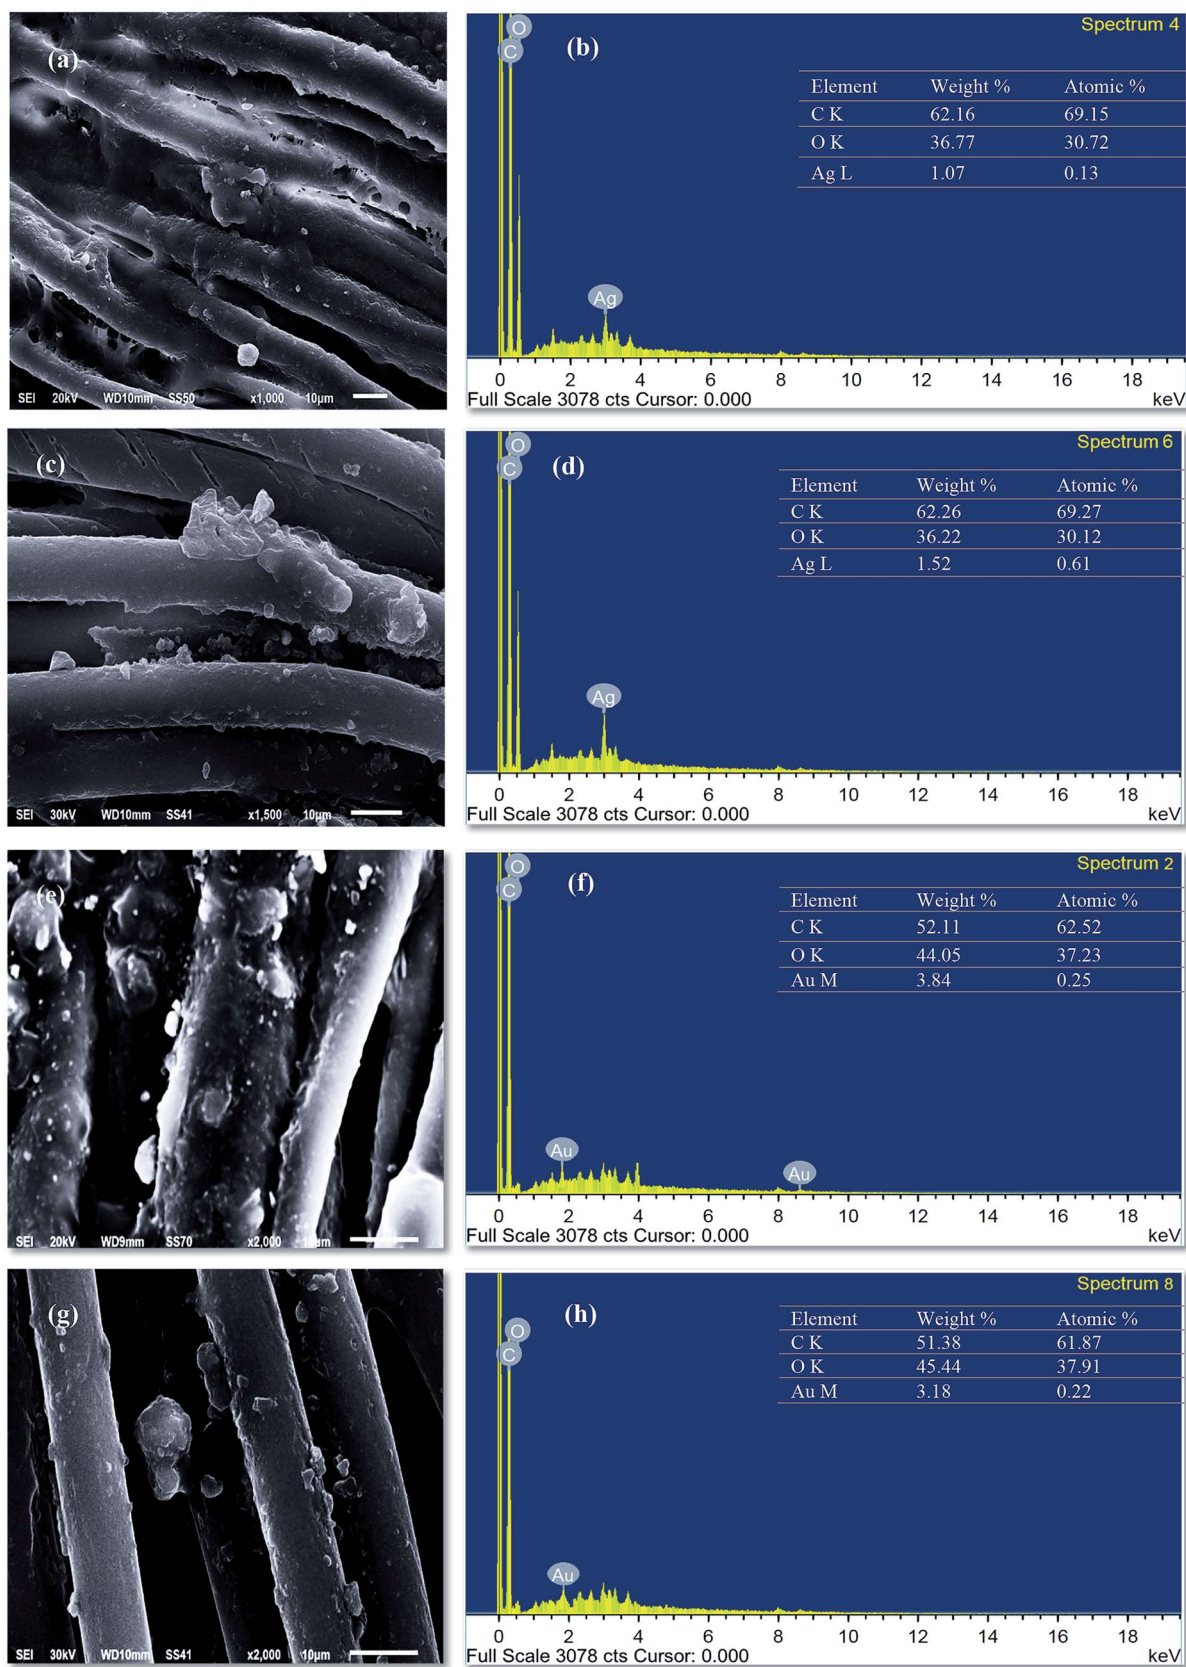 (a)
SEI 20kV WD10mm SS50 x1,000 10µm
(b)
Spectrum 4
O
C
Element Weight % Atomic %
C K 62.16 69.15
O K 36.77 30.72
Ag L 1.07 0.13
Ag
0 2 4 6 8 10 12 14 16 18
Full Scale 3078 cts Cursor: 0.000 keV
(c)
SEI 30kV WD10mm SS41 x1,500 10µm
(d)
Spectrum 6
O
C
Element Weight % Atomic %
C K 62.26 69.27
O K 36.22 30.12
Ag L 1.52 0.61
Ag
0 2 4 6 8 10 12 14 16 18
Full Scale 3078 cts Cursor: 0.000 keV
(e)
SEI 20kV WD9mm SS70 x2,000 10µm
(f)
Spectrum 2
O
C
Element Weight % Atomic %
C K 52.11 62.52
O K 44.05 37.23
Au M 3.84 0.25
Au
Au
0 2 4 6 8 10 12 14 16 18
Full Scale 3078 cts Cursor: 0.000 keV
(g)
SEI 30kV WD10mm SS41 x2,000 10µm
(h)
Spectrum 8
O
C
Element Weight % Atomic %
C K 51.38 61.87
O K 45.44 37.91
Au M 3.18 0.22
Au
0 2 4 6 8 10 12 14 16 18
Full Scale 3078 cts Cursor: 0.000 keV